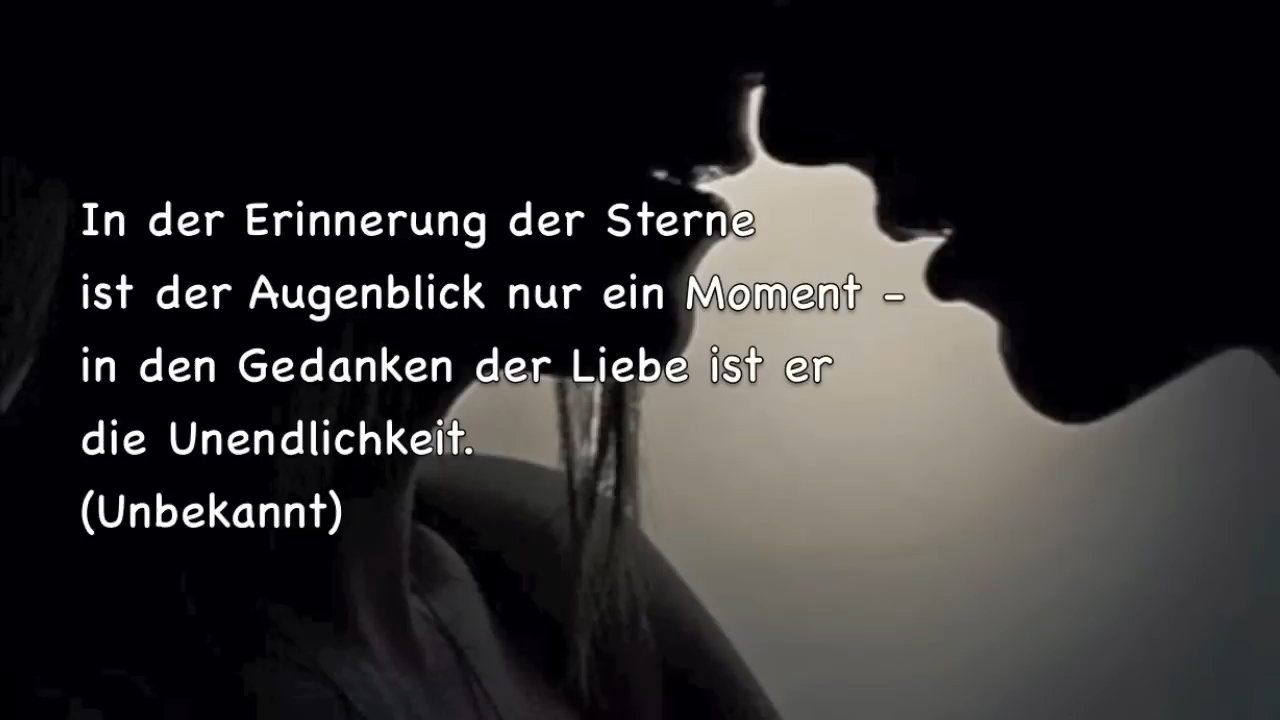 In der Erinnerung der Sterne
ist der Augenblick nur ein Moment -
in den Gedanken der Liebe ist er
die Unendlichkeit.
(Unbekannt)